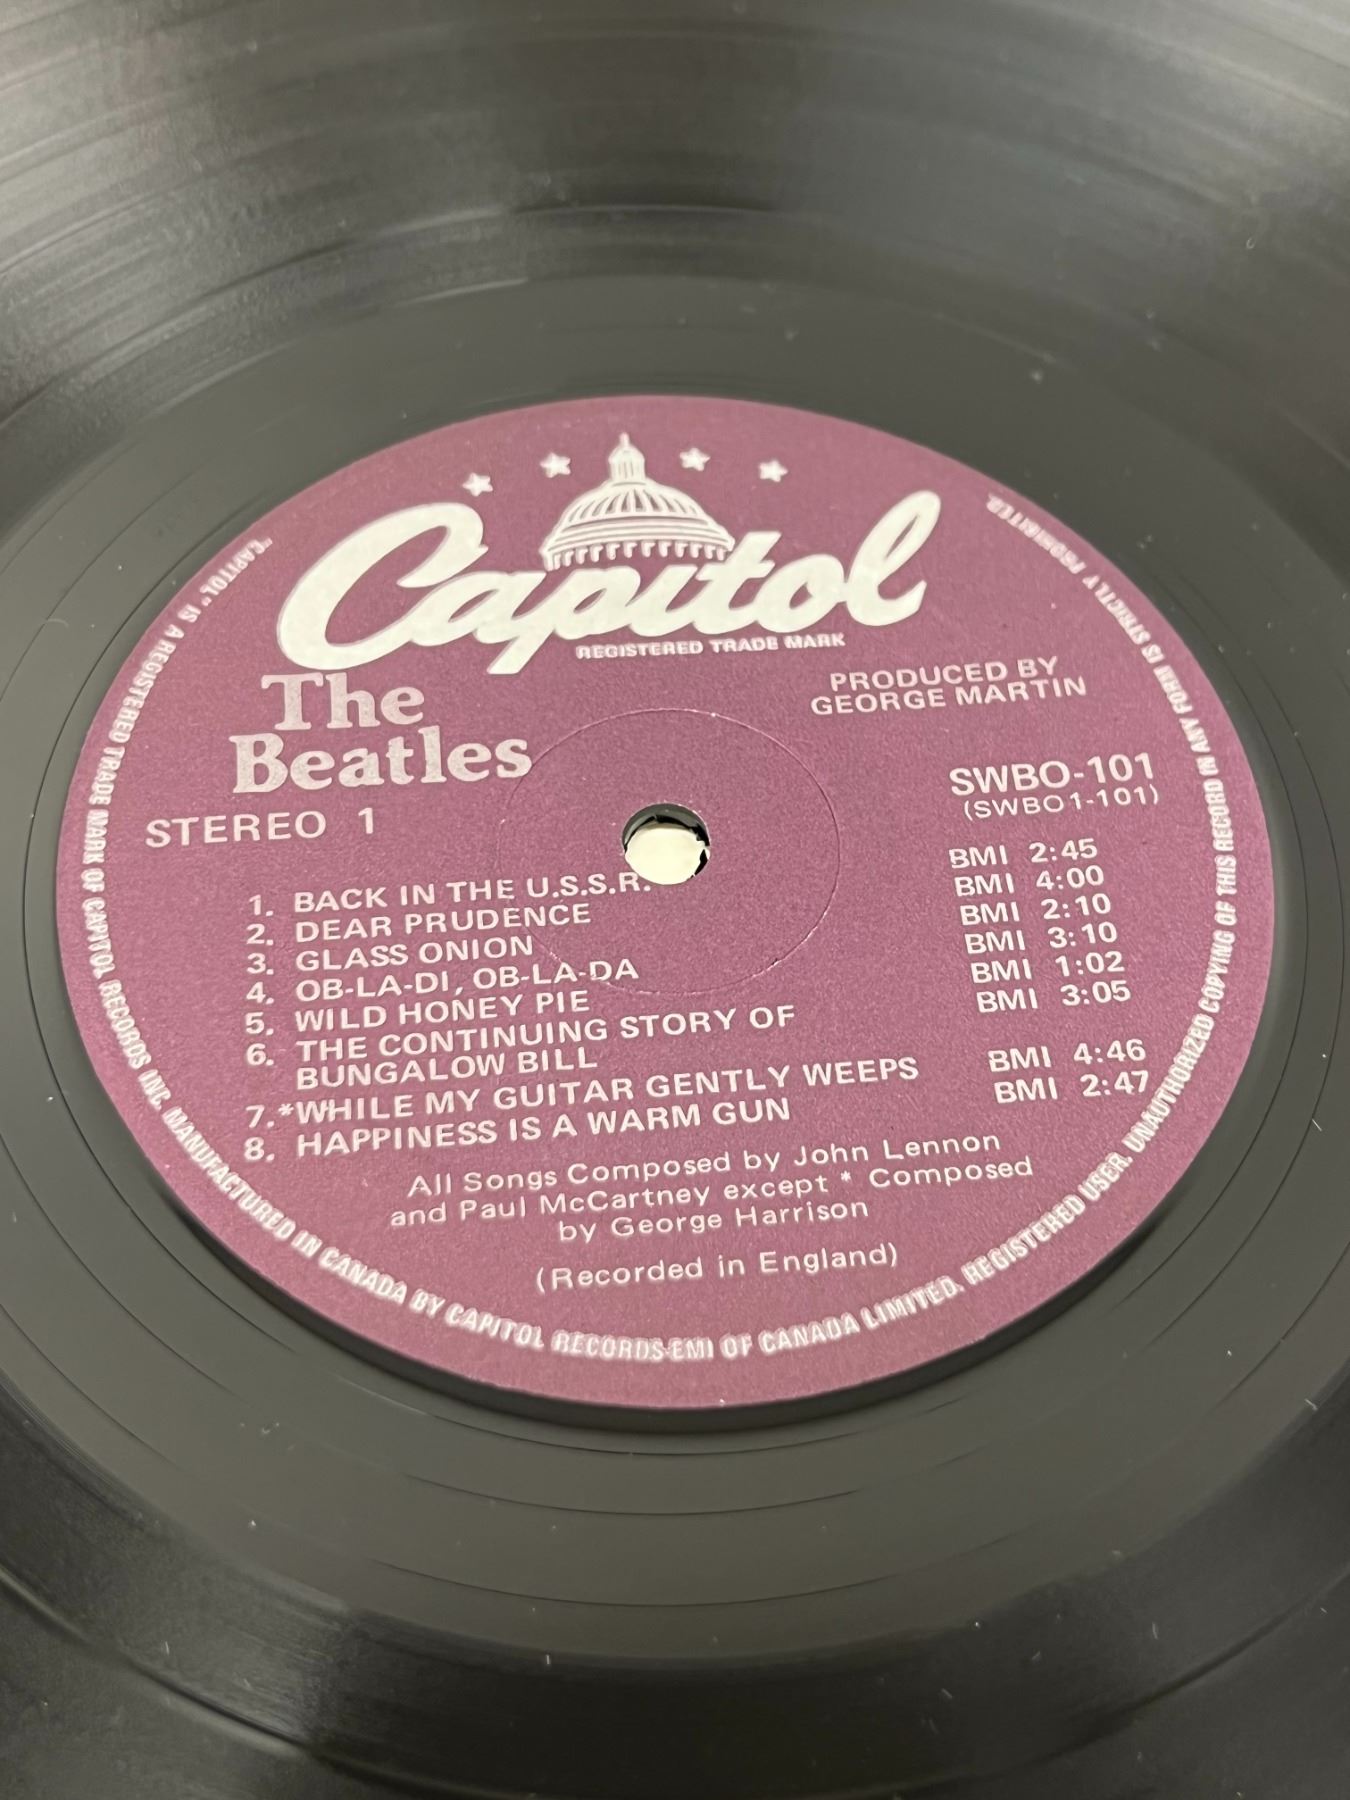 Capitol
REGISTERED TRADE MARK
The
Beatles
PRODUCED BY
GEORGE MARTIN
STEREO 1
SWBO-101
(SWBO1-101)
1. BACK IN THE U.S.S.R. BMI 2:45
2. DEAR PRUDENCE BMI 4:00
3. GLASS ONION BMI 2:10
4. OB-LA-DI, OB-LA-DA BMI 3:10
5. WILD HONEY PIE BMI 1:02
6. THE CONTINUING STORY OF BMI 3:05
BUNGALOW BILL
7.*WHILE MY GUITAR GENTLY WEEPS BMI 4:46
8. HAPPINESS IS A WARM GUN BMI 2:47
All Songs Composed by John Lennon
and Paul McCartney except * Composed
by George Harrison
(Recorded in England)
"CAPITOL" IS A REGISTERED TRADE MARK OF CAPITOL RECORDS INC. MANUFACTURED IN CANADA BY CAPITOL RECORDS-EMI OF CANADA LIMITED. REGISTERED USER. UNAUTHORIZED COPYING OF THIS RECORD IN ANY FORM IS STRICTLY PROHIBITED.